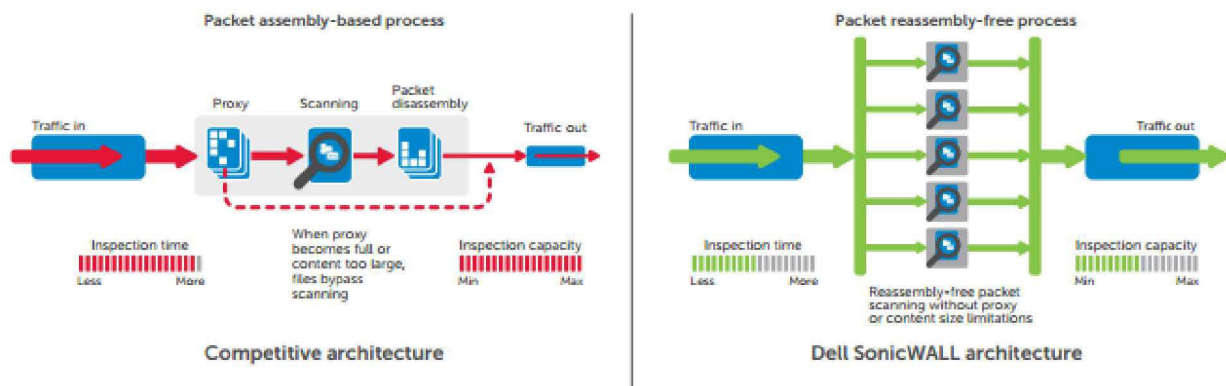 Packet assembly-based process
Proxy
Scanning
Packet
disassembly
Traffic in
Traffic out
When proxy
becomes full or
content too large,
files bypass
scanning
Inspection time
Less
More
Inspection capacity
Min
Max
Competitive architecture
Packet reassembly-free process
Traffic in
Traffic out
Inspection time
Less
More
Inspection capacity
Min
Max
Reassembly-free packet
scanning without proxy
or content size limitations
Dell SonicWALL architecture